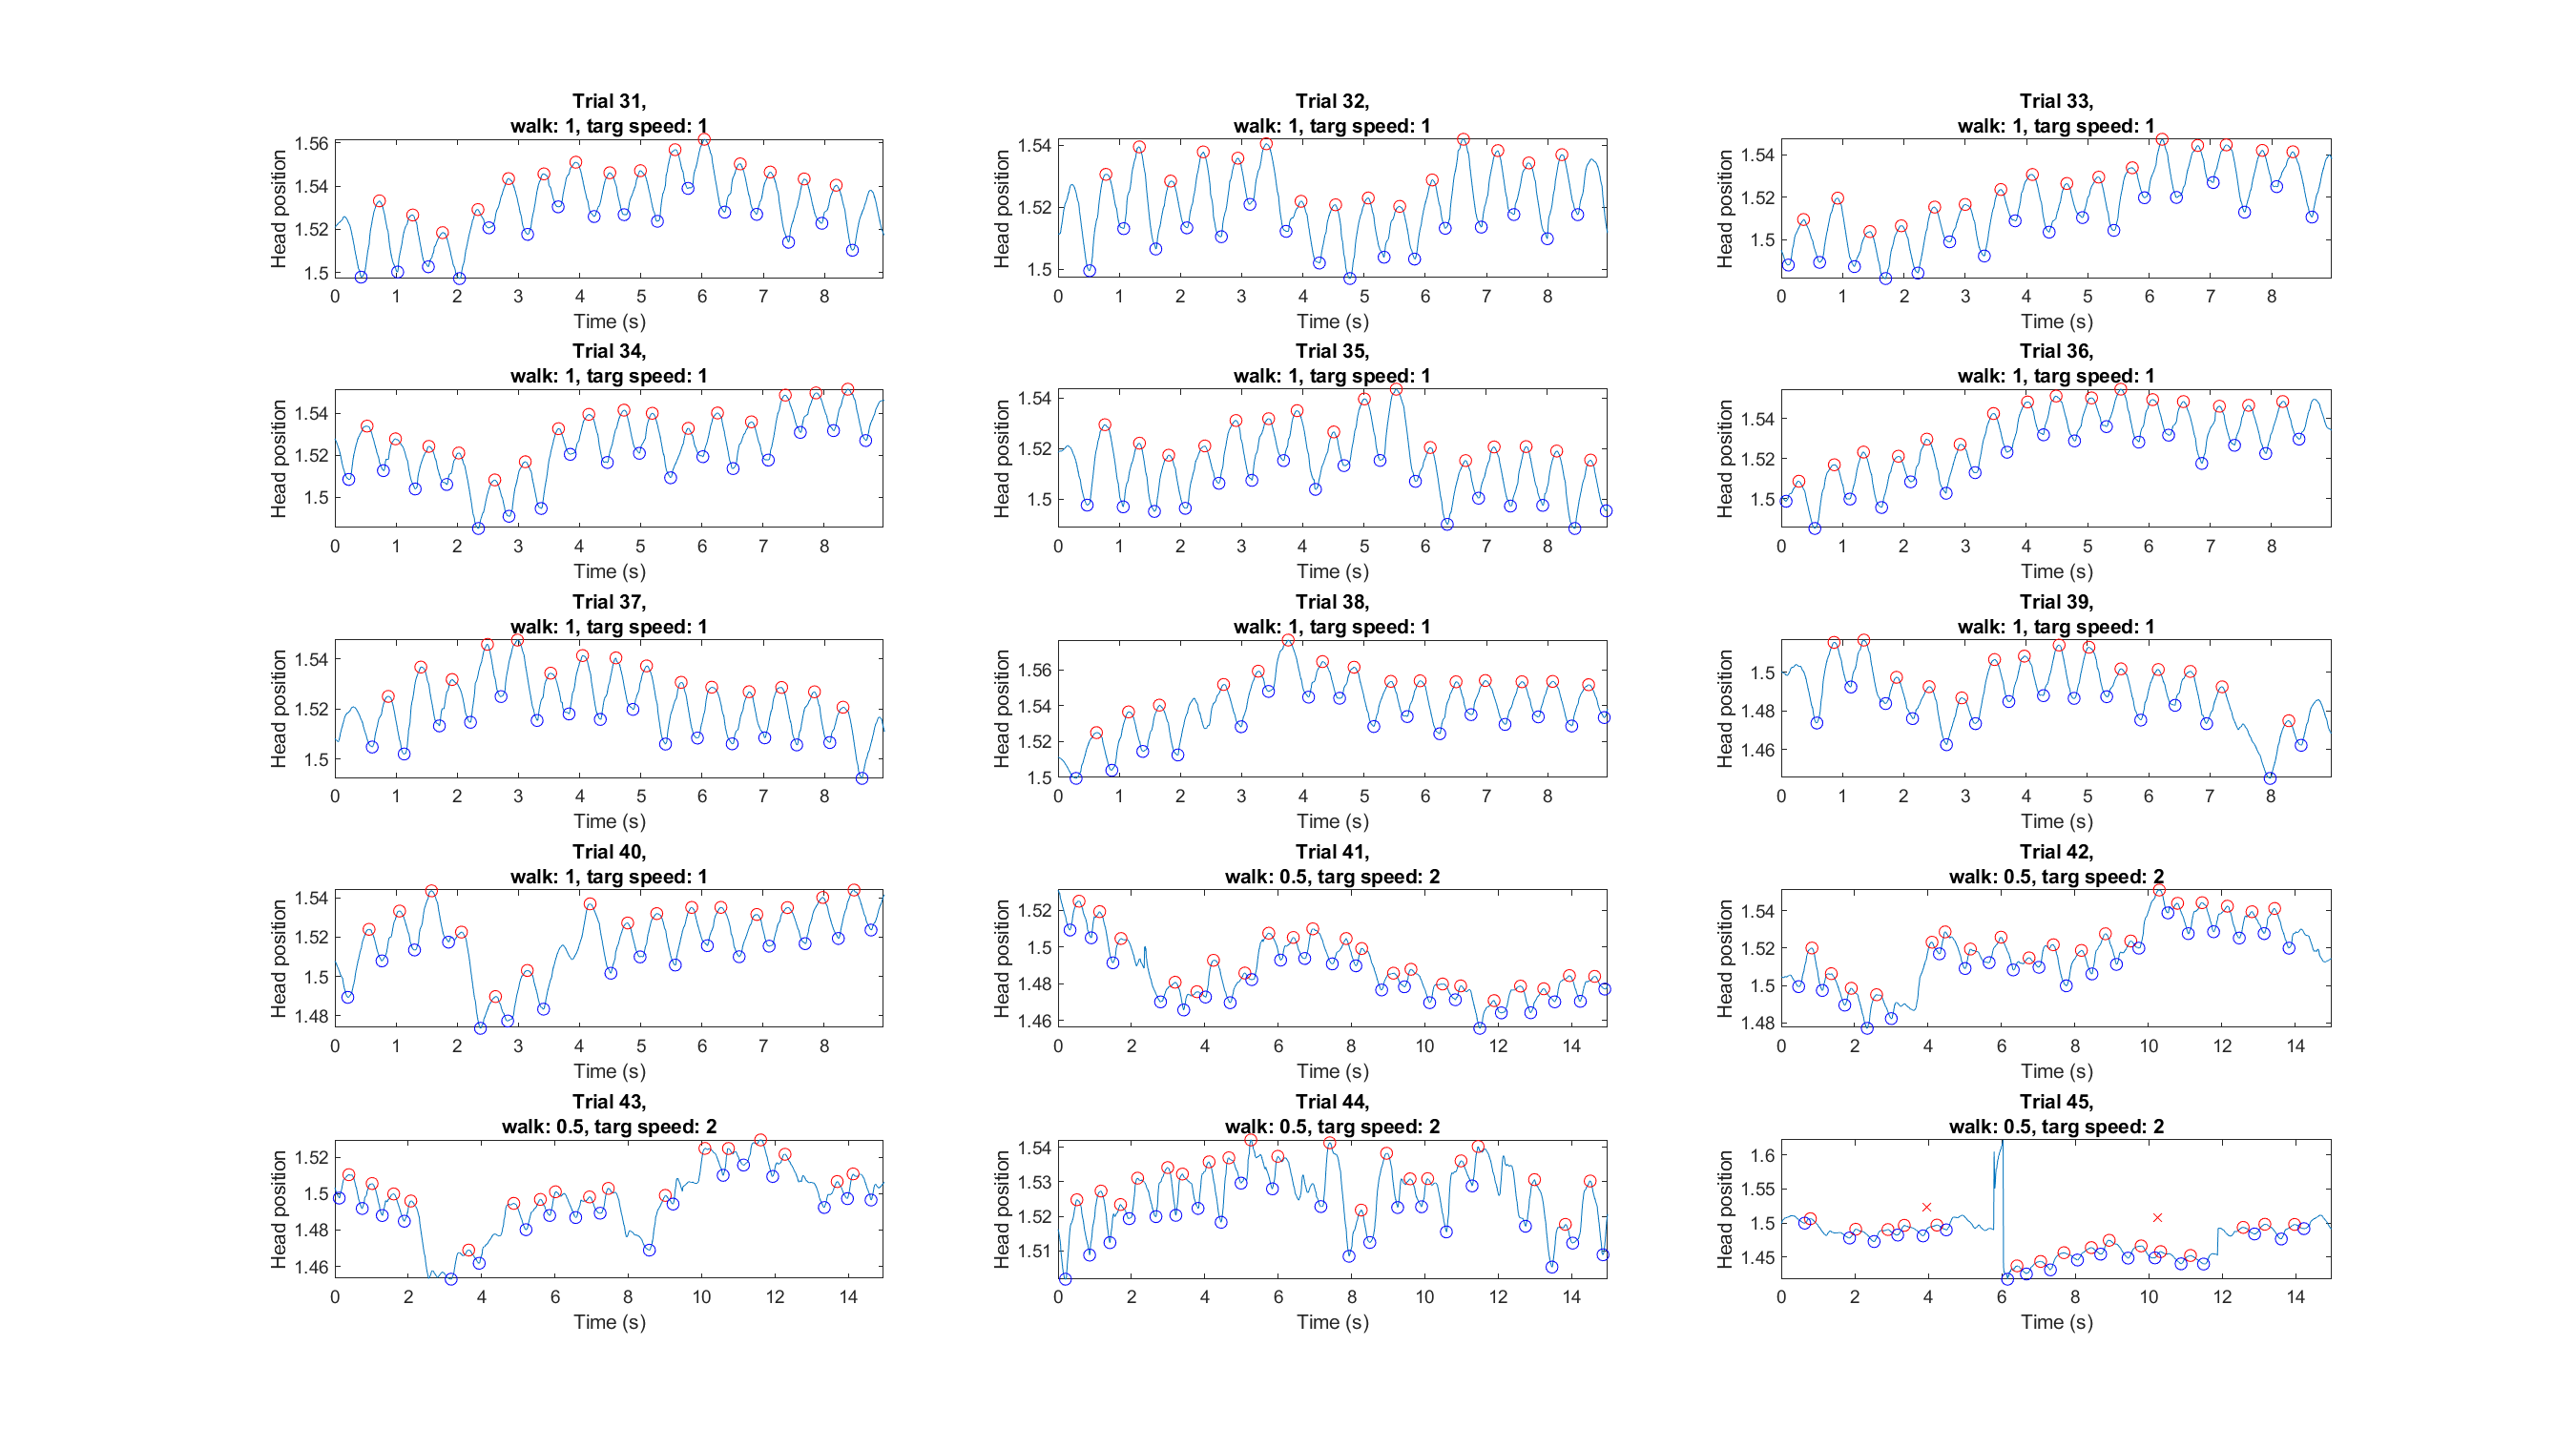 Trial 31,
walk: 1, targ speed: 1
Head position
1.56
1.54
1.52
1.5
0 1 2 3 4 5 6 7 8
Time (s)
Trial 32,
walk: 1, targ speed: 1
Head position
1.54
1.52
1.5
0 1 2 3 4 5 6 7 8
Time (s)
Trial 33,
walk: 1, targ speed: 1
Head position
1.54
1.52
1.5
0 1 2 3 4 5 6 7 8
Time (s)
Trial 34,
walk: 1, targ speed: 1
Head position
1.54
1.52
1.5
0 1 2 3 4 5 6 7 8
Time (s)
Trial 35,
walk: 1, targ speed: 1
Head position
1.54
1.52
1.5
0 1 2 3 4 5 6 7 8
Time (s)
Trial 36,
walk: 1, targ speed: 1
Head position
1.54
1.52
1.5
0 1 2 3 4 5 6 7 8
Time (s)
Trial 37,
walk: 1, targ speed: 1
Head position
1.54
1.52
1.5
0 1 2 3 4 5 6 7 8
Time (s)
Trial 38,
walk: 1, targ speed: 1
Head position
1.56
1.54
1.52
1.5
0 1 2 3 4 5 6 7 8
Time (s)
Trial 39,
walk: 1, targ speed: 1
Head position
1.5
1.48
1.46
0 1 2 3 4 5 6 7 8
Time (s)
Trial 40,
walk: 1, targ speed: 1
Head position
1.54
1.52
1.5
1.48
0 1 2 3 4 5 6 7 8
Time (s)
Trial 41,
walk: 0.5, targ speed: 2
Head position
1.52
1.5
1.48
1.46
0 2 4 6 8 10 12 14
Time (s)
Trial 42,
walk: 0.5, targ speed: 2
Head position
1.54
1.52
1.5
1.48
0 2 4 6 8 10 12 14
Time (s)
Trial 43,
walk: 0.5, targ speed: 2
Head position
1.52
1.5
1.48
1.46
0 2 4 6 8 10 12 14
Time (s)
Trial 44,
walk: 0.5, targ speed: 2
Head position
1.54
1.53
1.52
1.51
0 2 4 6 8 10 12 14
Time (s)
Trial 45,
walk: 0.5, targ speed: 2
Head position
1.6
1.55
1.5
1.45
0 2 4 6 8 10 12 14
Time (s)